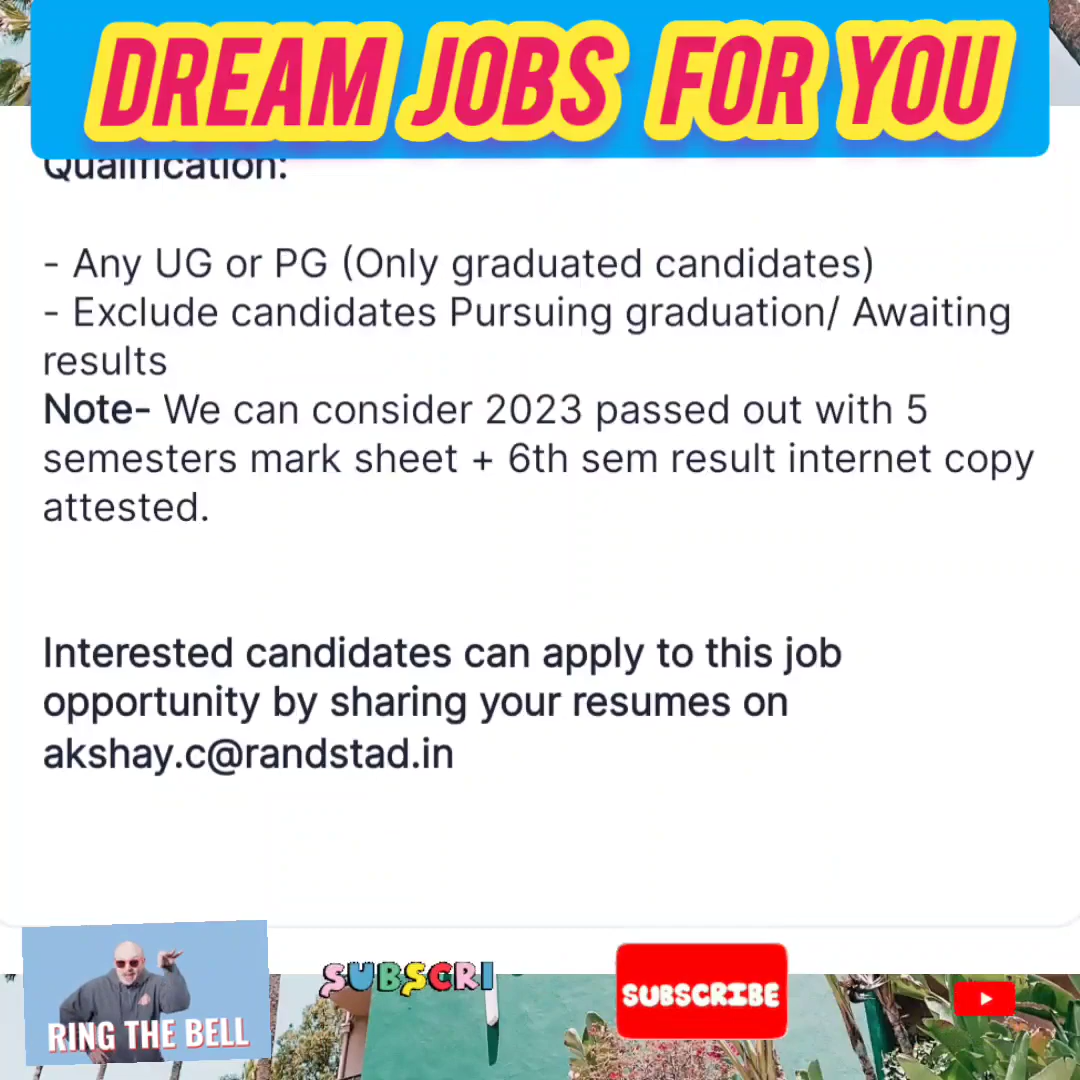 DREAM JOBS FOR YOU
Qualification:
- Any UG or PG (Only graduated candidates)
- Exclude candidates Pursuing graduation/ Awaiting
results
Note- We can consider 2023 passed out with 5
semesters mark sheet + 6th sem result internet copy
attested.
Interested candidates can apply to this job
opportunity by sharing your resumes on
akshay.c@randstad.in
RING THE BELL
SUBSCRI
SUBSCRIBE